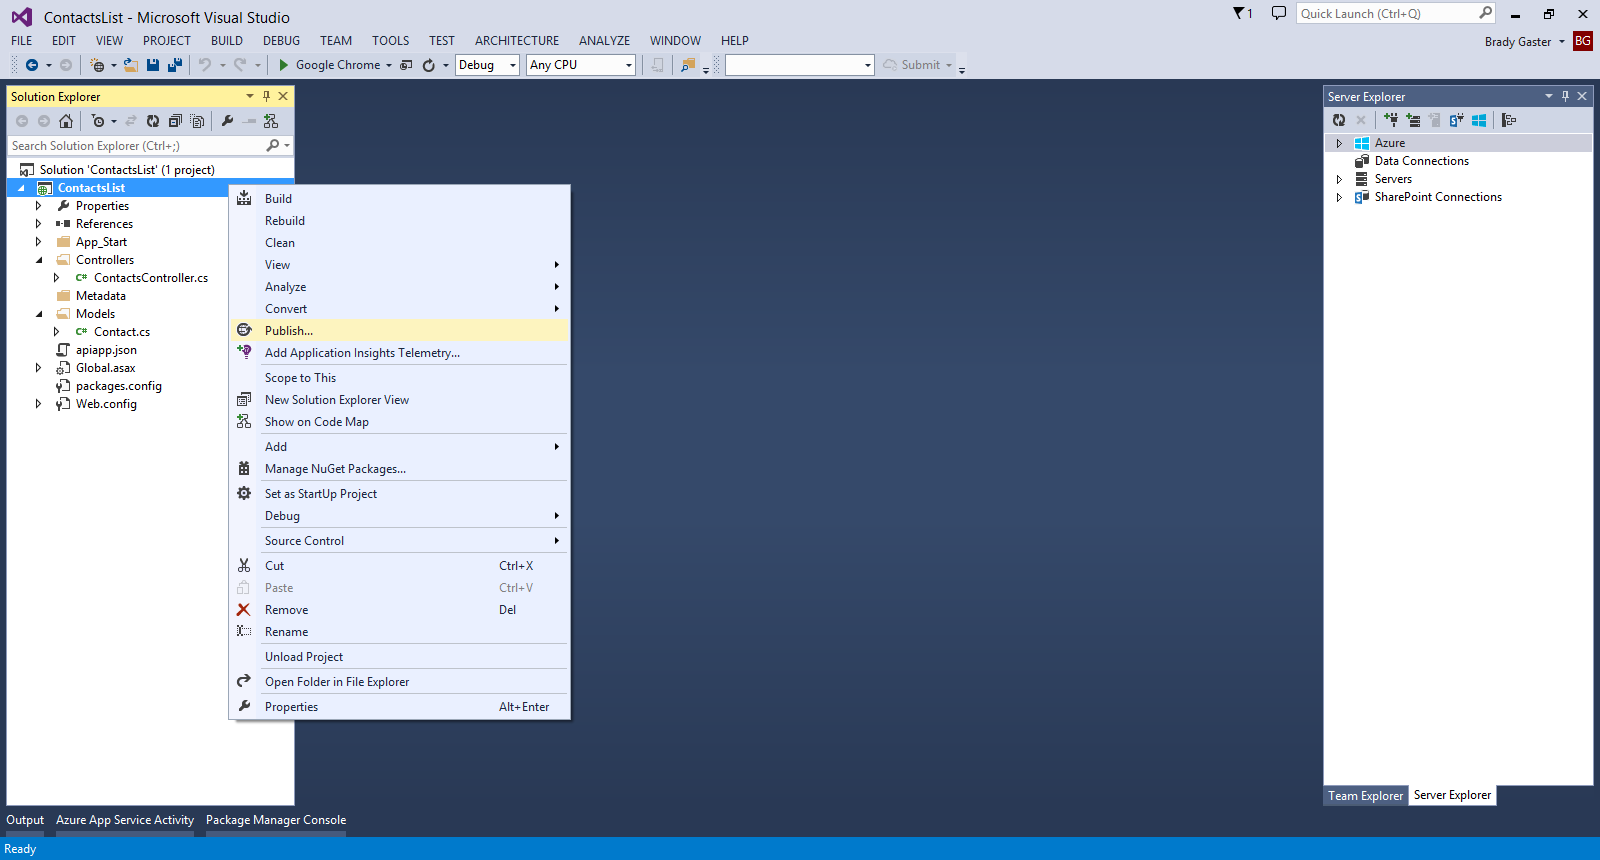 ContactsList - Microsoft Visual Studio
1
Quick Launch (Ctrl+Q)
FILE EDIT VIEW PROJECT BUILD DEBUG TEAM TOOLS TEST ARCHITECTURE ANALYZE WINDOW HELP
Brady Gaster BG
Google Chrome Debug Any CPU Submit
Solution Explorer
Search Solution Explorer (Ctrl+;)
Solution 'ContactsList' (1 project)
ContactsList
Properties
References
App_Start
Controllers
C# ContactsController.cs
Metadata
Models
C# Contact.cs
apiapp.json
Global.asax
packages.config
Web.config
Build
Rebuild
Clean
View
Analyze
Convert
Publish...
Add Application Insights Telemetry...
Scope to This
New Solution Explorer View
Show on Code Map
Add
Manage NuGet Packages...
Set as StartUp Project
Debug
Source Control
Cut Ctrl+X
Paste Ctrl+V
Remove Del
Rename
Unload Project
Open Folder in File Explorer
Properties Alt+Enter
Server Explorer
Azure
Data Connections
Servers
SharePoint Connections
Team Explorer Server Explorer
Output Azure App Service Activity Package Manager Console
Ready